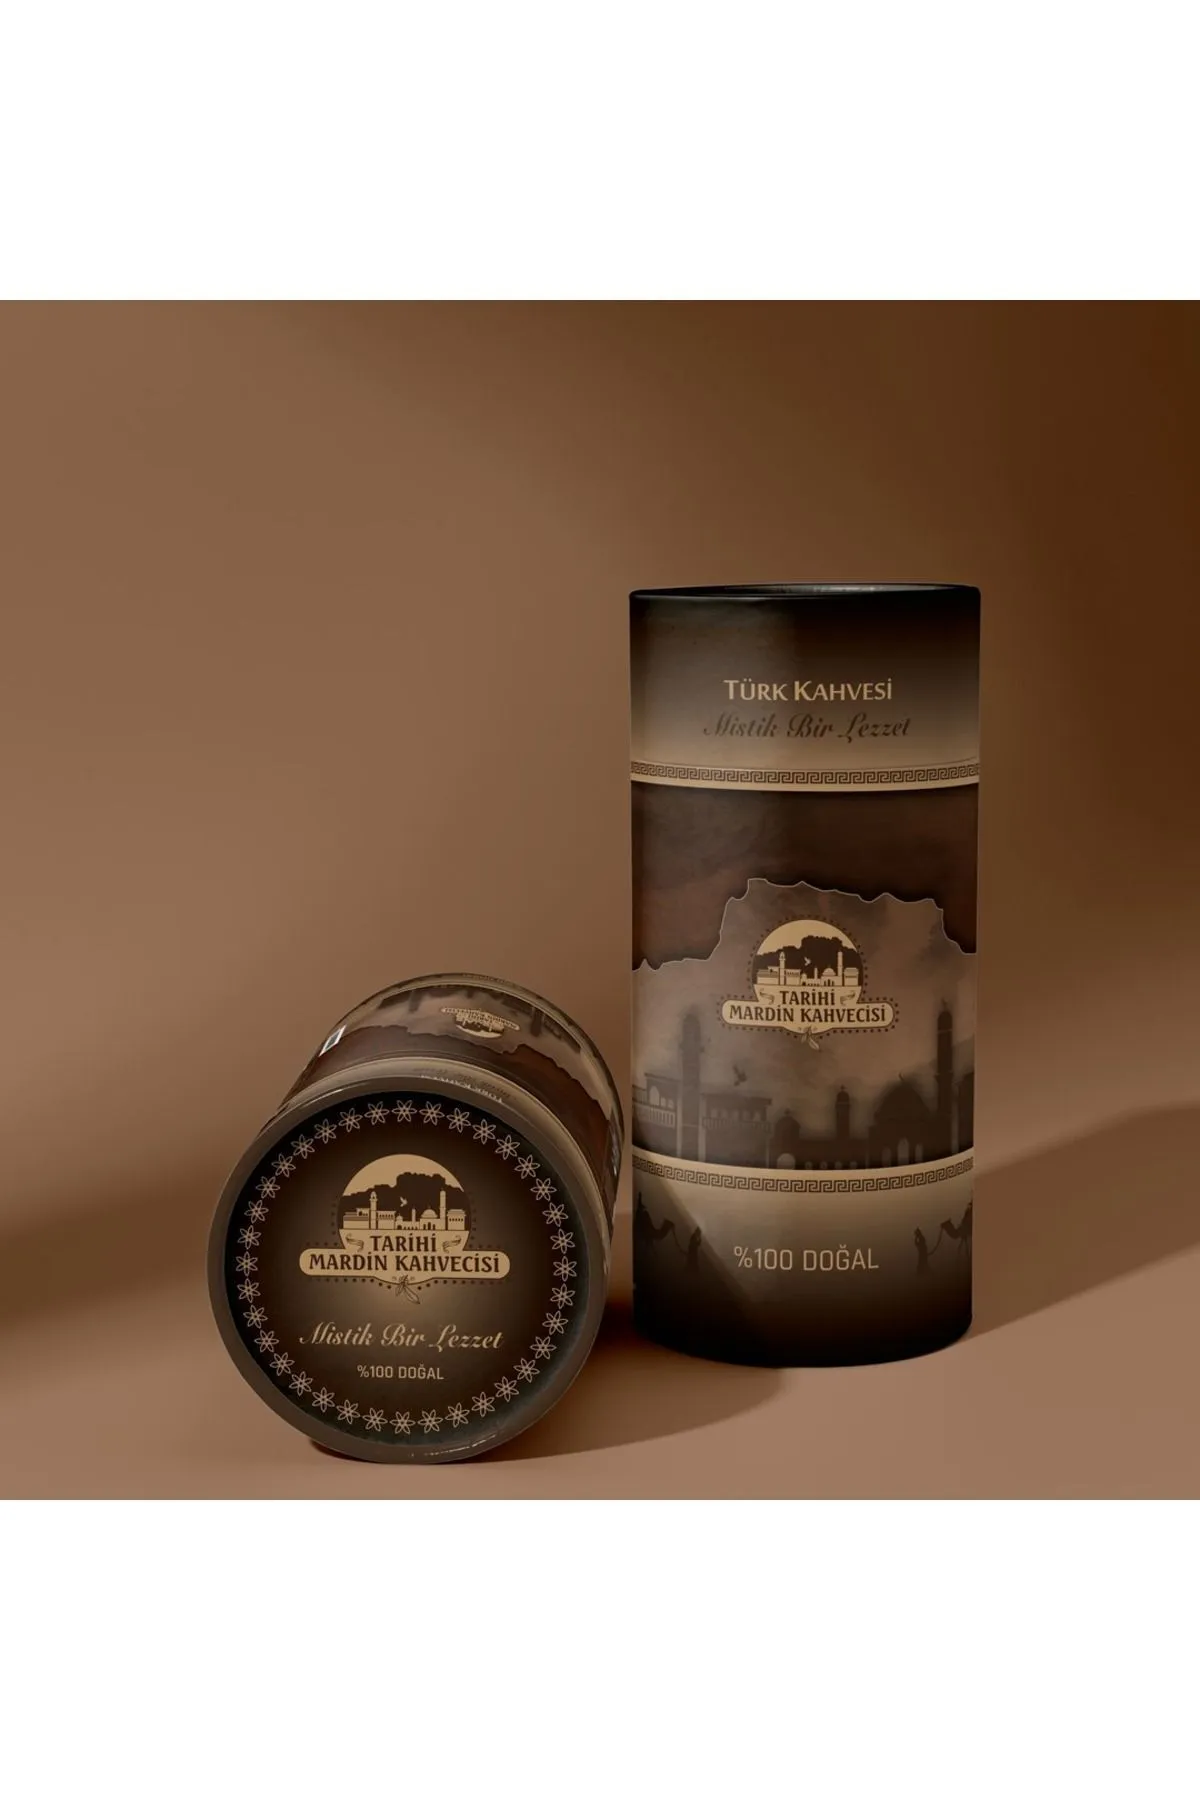 TÜRK KAHVESİ
Mistik Bir Lezzet
TARİHİ
MARDİN KAHVECİSİ
%100 DOĞAL
TARİHİ
MARDİN KAHVECİSİ
Mistik Bir Lezzet
%100 DOĞAL